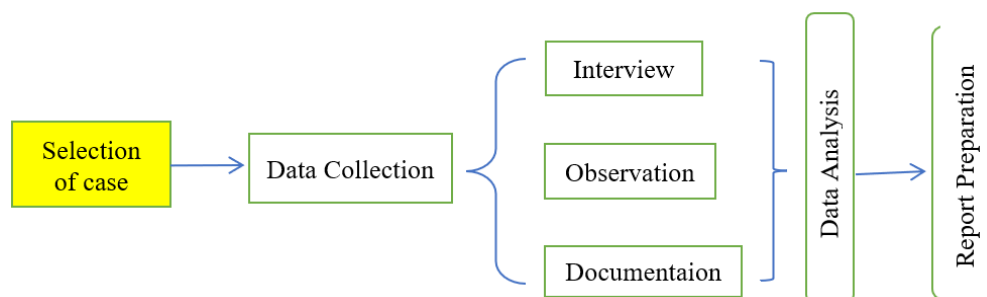 Selection
of case
Data Collection
Interview
Observation
Documentaion
Data Analysis
Report Preparation